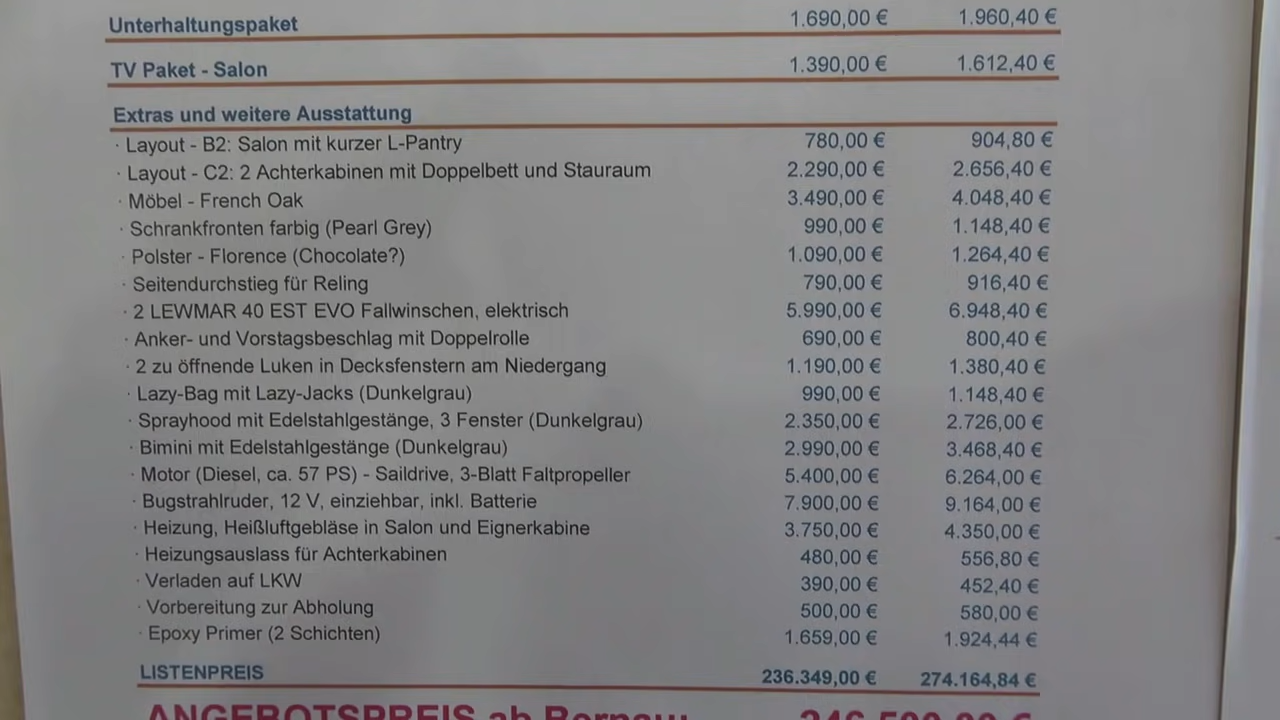 Unterhaltungspaket 1.690,00 € 1.960,40 €
TV Paket - Salon 1.390,00 € 1.612,40 €
Extras und weitere Ausstattung
· Layout - B2: Salon mit kurzer L-Pantry 780,00 € 904,80 €
· Layout - C2: 2 Achterkabinen mit Doppelbett und Stauraum 2.290,00 € 2.656,40 €
· Möbel - French Oak 3.490,00 € 4.048,40 €
· Schrankfronten farbig (Pearl Grey) 990,00 € 1.148,40 €
· Polster - Florence (Chocolate?) 1.090,00 € 1.264,40 €
· Seitendurchstieg für Reling 790,00 € 916,40 €
· 2 LEWMAR 40 EST EVO Fallwinschen, elektrisch 5.990,00 € 6.948,40 €
· Anker- und Vorstagsbeschlag mit Doppelrolle 690,00 € 800,40 €
· 2 zu öffnende Luken in Decksfenstern am Niedergang 1.190,00 € 1.380,40 €
· Lazy-Bag mit Lazy-Jacks (Dunkelgrau) 990,00 € 1.148,40 €
· Sprayhood mit Edelstahlgestänge, 3 Fenster (Dunkelgrau) 2.350,00 € 2.726,00 €
· Bimini mit Edelstahlgestänge (Dunkelgrau) 2.990,00 € 3.468,40 €
· Motor (Diesel, ca. 57 PS) - Saildrive, 3-Blatt Faltpropeller 5.400,00 € 6.264,00 €
· Bugstrahlruder, 12 V, einziehbar, inkl. Batterie 7.900,00 € 9.164,00 €
· Heizung, Heißluftgebläse in Salon und Eignerkabine 3.750,00 € 4.350,00 €
· Heizungsauslass für Achterkabinen 480,00 € 556,80 €
· Verladen auf LKW 390,00 € 452,40 €
· Vorbereitung zur Abholung 500,00 € 580,00 €
· Epoxy Primer (2 Schichten) 1.659,00 € 1.924,44 €
LISTENPREIS 236.349,00 € 274.164,84 €
ANGEBOTSPREIS ab